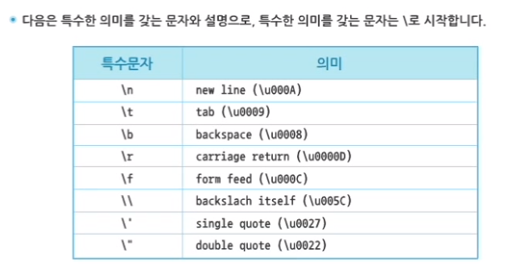 다음은 특수한 의미를 갖는 문자와 설명으로, 특수한 의미를 갖는 문자는 \로 시작합니다.
특수문자 의미
\n new line (\u000A)
\t tab (\u0009)
\b backspace (\u0008)
\r carriage return (\u0000D)
\f form feed (\u000C)
\\ backslach itself (\u005C)
\' single quote (\u0027)
\" double quote (\u0022)